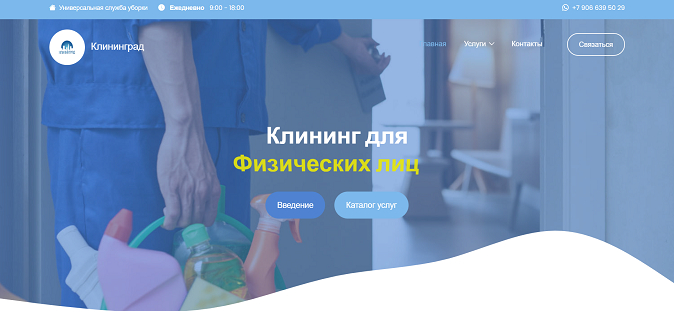 Универсальная служба уборки
Ежедневно 9:00 - 18:00
+7 906 639 50 29
Клининград
Главная
Услуги
Контакты
Связаться
Клининг для
Физических лиц
Введение
Каталог услуг